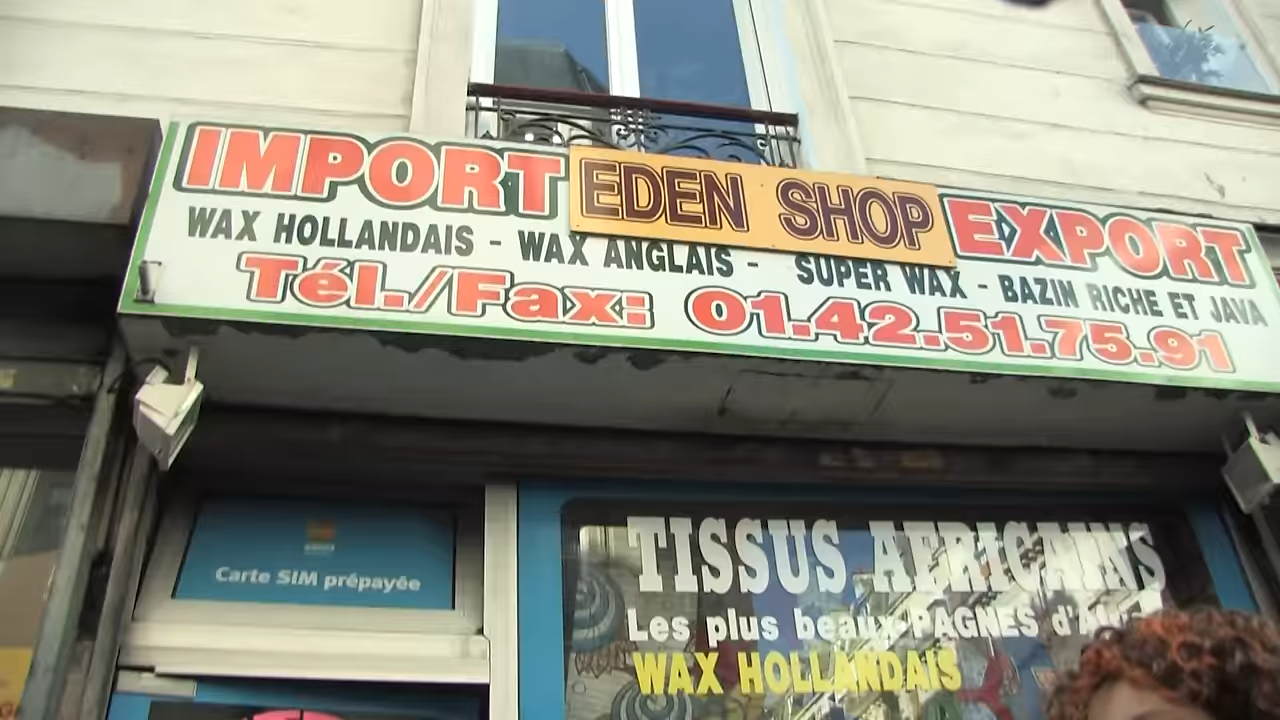 IMPORT EDEN SHOP EXPORT
WAX HOLLANDAIS - WAX ANGLAIS - SUPER WAX - BAZIN RICHE ET JAVA
Tél./Fax: 01.42.51.75.91
Carte SIM prépayée
TISSUS AFRICAINS
Les plus beaux PAGNES
WAX HOLLANDAIS